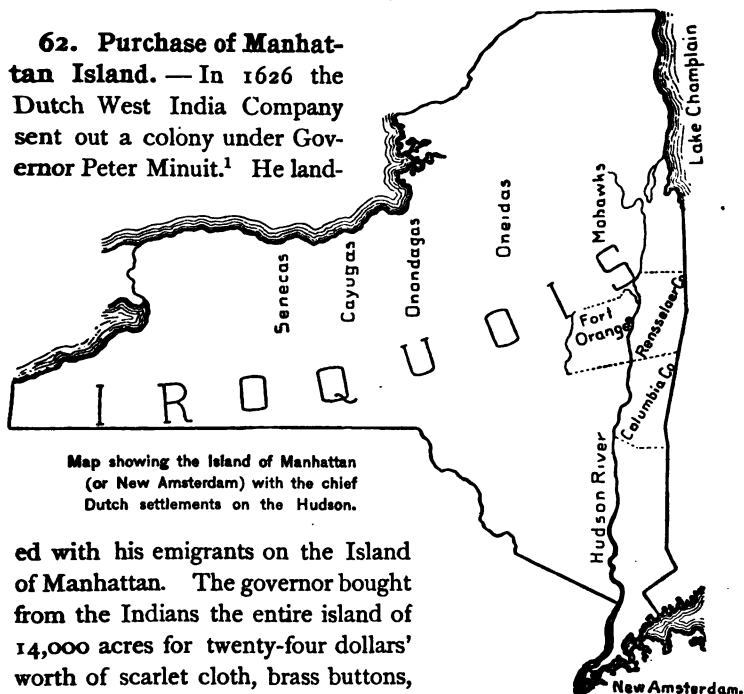 62. Purchase of Manhat-
tan Island. — In 1626 the
Dutch West India Company
sent out a colony under Gov-
ernor Peter Minuit.¹ He land-
Lake Champlain
Senecas
Cayugas
Onondagas
Oneidas
Mohawks
IROQUOIS
Fort
Orange
Rensselaer Co
Columbia Co
Hudson River
New Amsterdam.
Map showing the Island of Manhattan
(or New Amsterdam) with the chief
Dutch settlements on the Hudson.
ed with his emigrants on the Island
of Manhattan. The governor bought
from the Indians the entire island of
14,000 acres for twenty-four dollars'
worth of scarlet cloth, brass buttons,